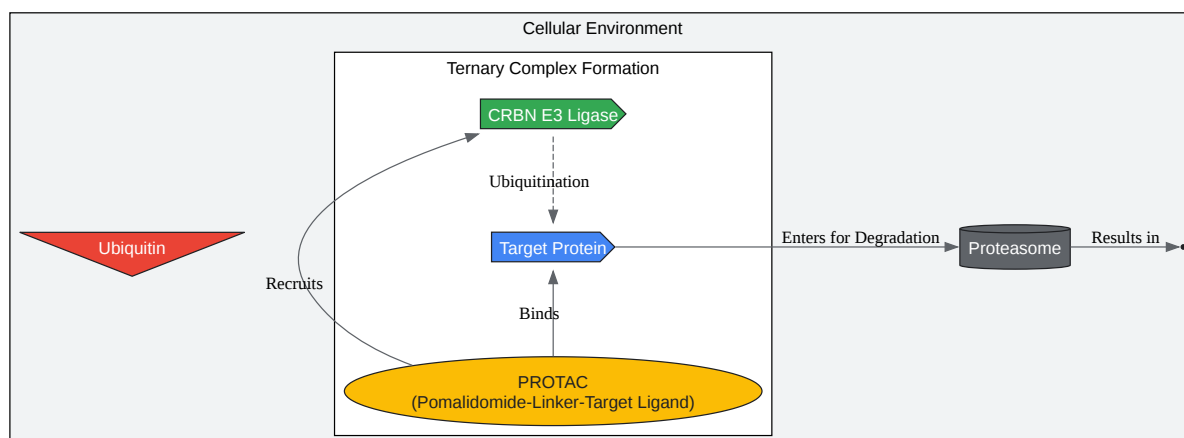 Cellular Environment
Ternary Complex Formation
CRBN E3 Ligase
Ubiquitination
Ubiquitin
Target Protein
Enters for Degradation
Proteasome
Results in
Recruits
Binds
PROTAC
(Pomalidomide-Linker-Target Ligand)